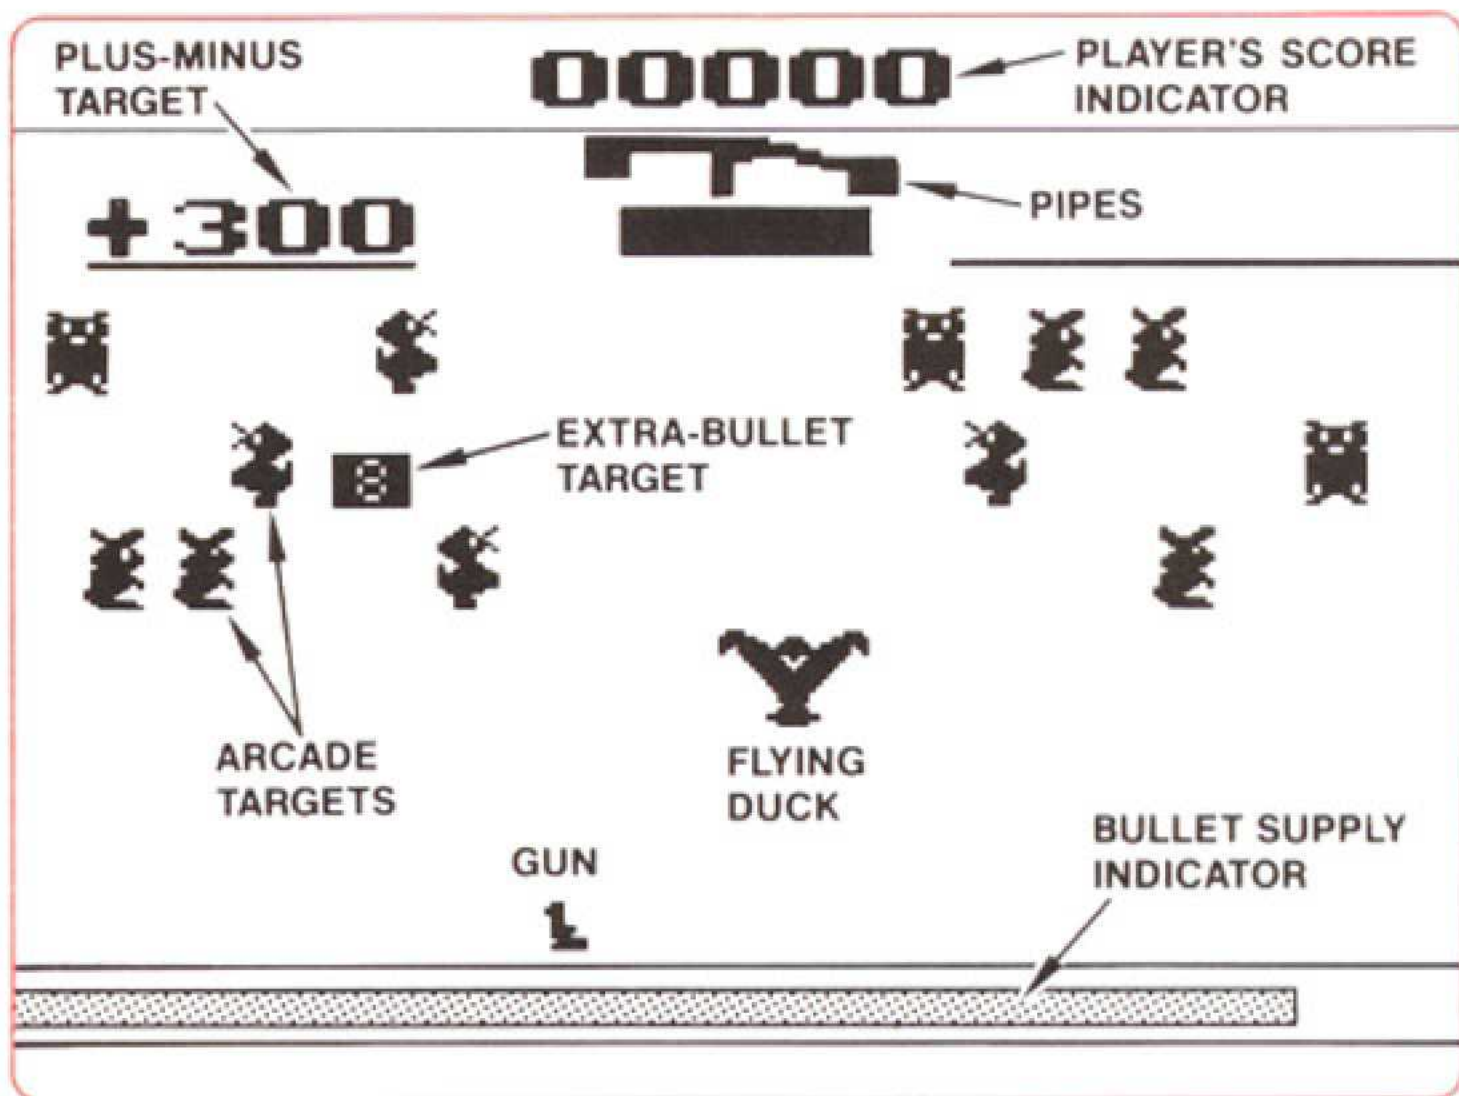 PLUS-MINUS
TARGET
00000
PLAYER'S SCORE
INDICATOR
+300
PIPES
EXTRA-BULLET
TARGET
8
ARCADE
TARGETS
FLYING
DUCK
GUN
BULLET SUPPLY
INDICATOR